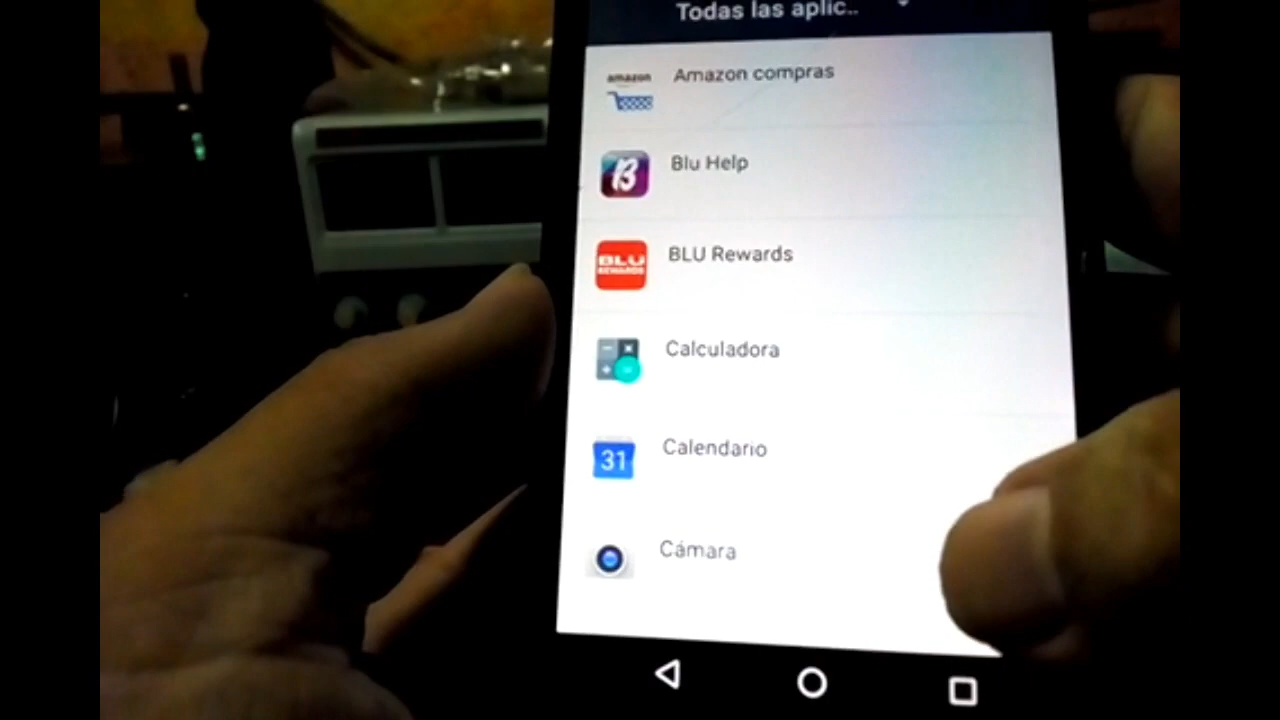 Todas las aplic..
amazon
Amazon compras
B
Blu Help
BLU
REWARDS
BLU Rewards
Calculadora
31
Calendario
Cámara